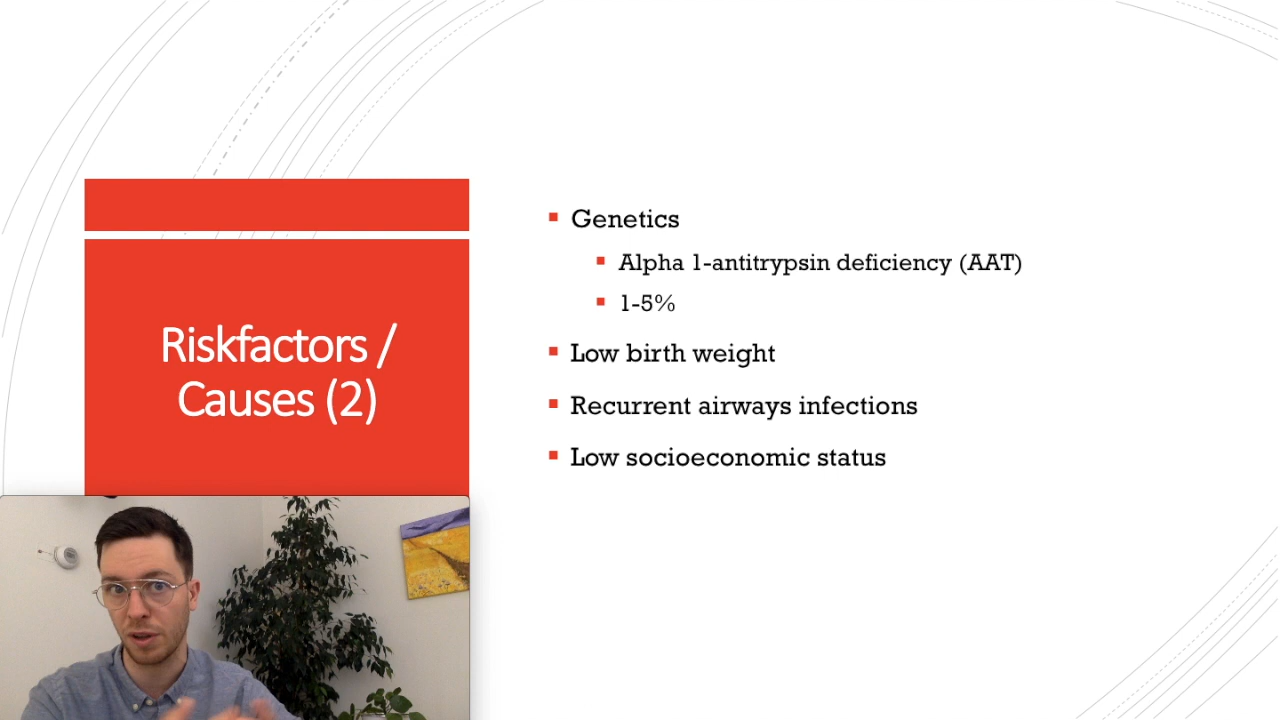 Riskfactors /
Causes (2)
Genetics
Alpha 1-antitrypsin deficiency (AAT)
1-5%
Low birth weight
Recurrent airways infections
Low socioeconomic status